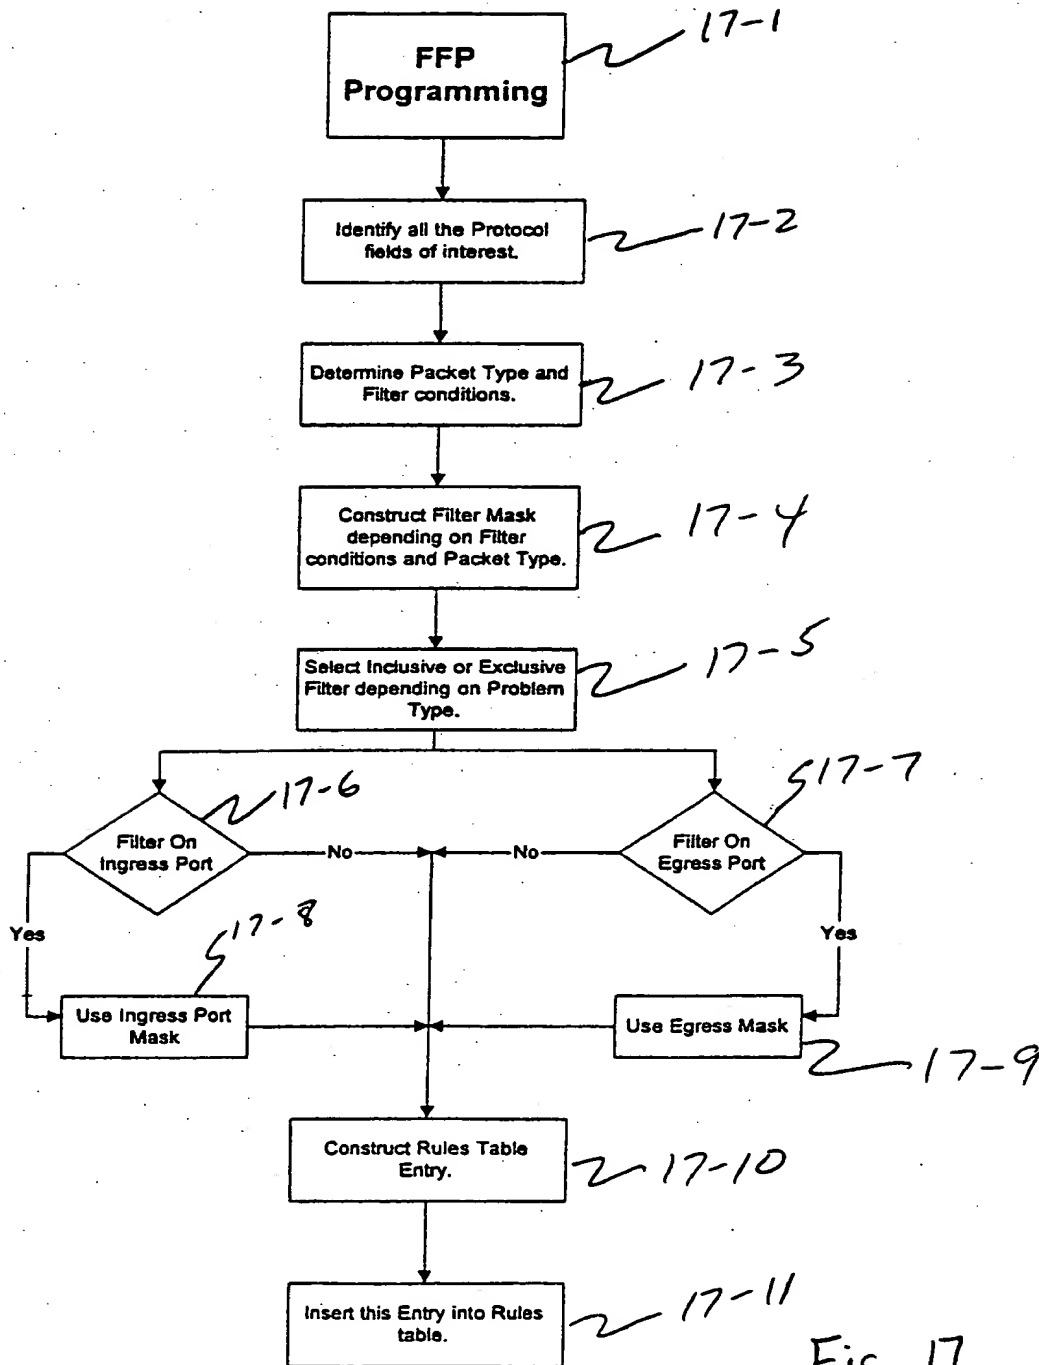 FFP
Programming
17-1
Identify all the Protocol
fields of interest.
17-2
Determine Packet Type and
Filter conditions.
17-3
Construct Filter Mask
depending on Filter
conditions and Packet Type.
17-4
Select Inclusive or Exclusive
Filter depending on Problem
Type.
17-5
17-6
17-7
Filter On
Ingress Port
No
No
Filter On
Egress Port
Yes
17-8
Yes
Use Ingress Port
Mask
Use Egress Mask
17-9
Construct Rules Table
Entry.
17-10
Insert this Entry into Rules
table.
17-11
Fig. 17